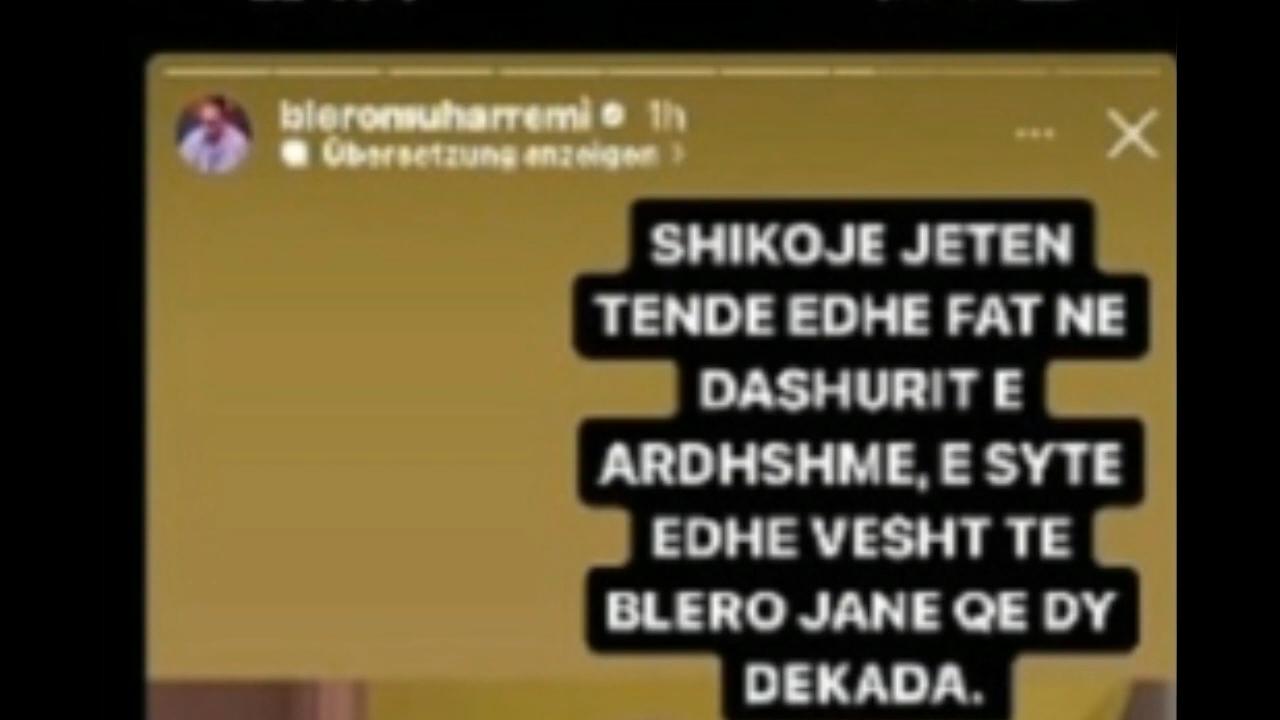 bleronmuharremi 1h
Übersetzung anzeigen
SHIKOJE JETEN
TENDE EDHE FAT NE
DASHURIT E
ARDHSHME, E SYTE
EDHE VESHT TE
BLERO JANE QE DY
DEKADA.